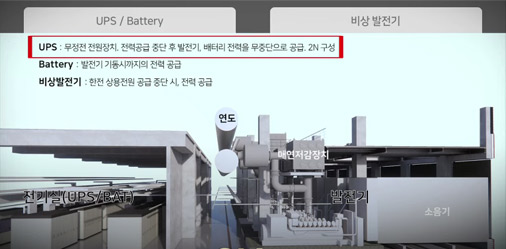 UPS / Battery
비상 발전기
UPS : 무정전 전원장치. 전력공급 중단 후 발전기, 배터리 전력을 무중단으로 공급. 2N 구성
Battery : 발전기 기동시까지의 전력 공급
비상발전기 : 한전 상용전원 공급 중단 시, 전력 공급
연도
매연저감장치
전기실(UPS/BAT)
발전기
소음기